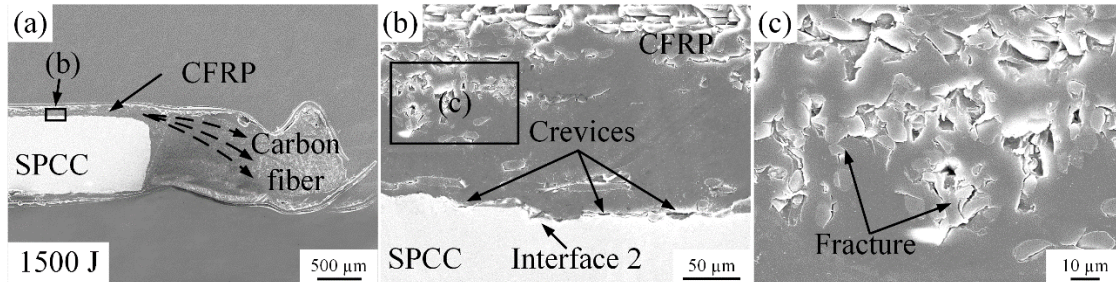 (a)
(b)
CFRP
SPCC
Carbon
fiber
1500 J
500 µm
(b)
CFRP
(c)
Crevices
SPCC
Interface 2
50 µm
(c)
Fracture
10 µm